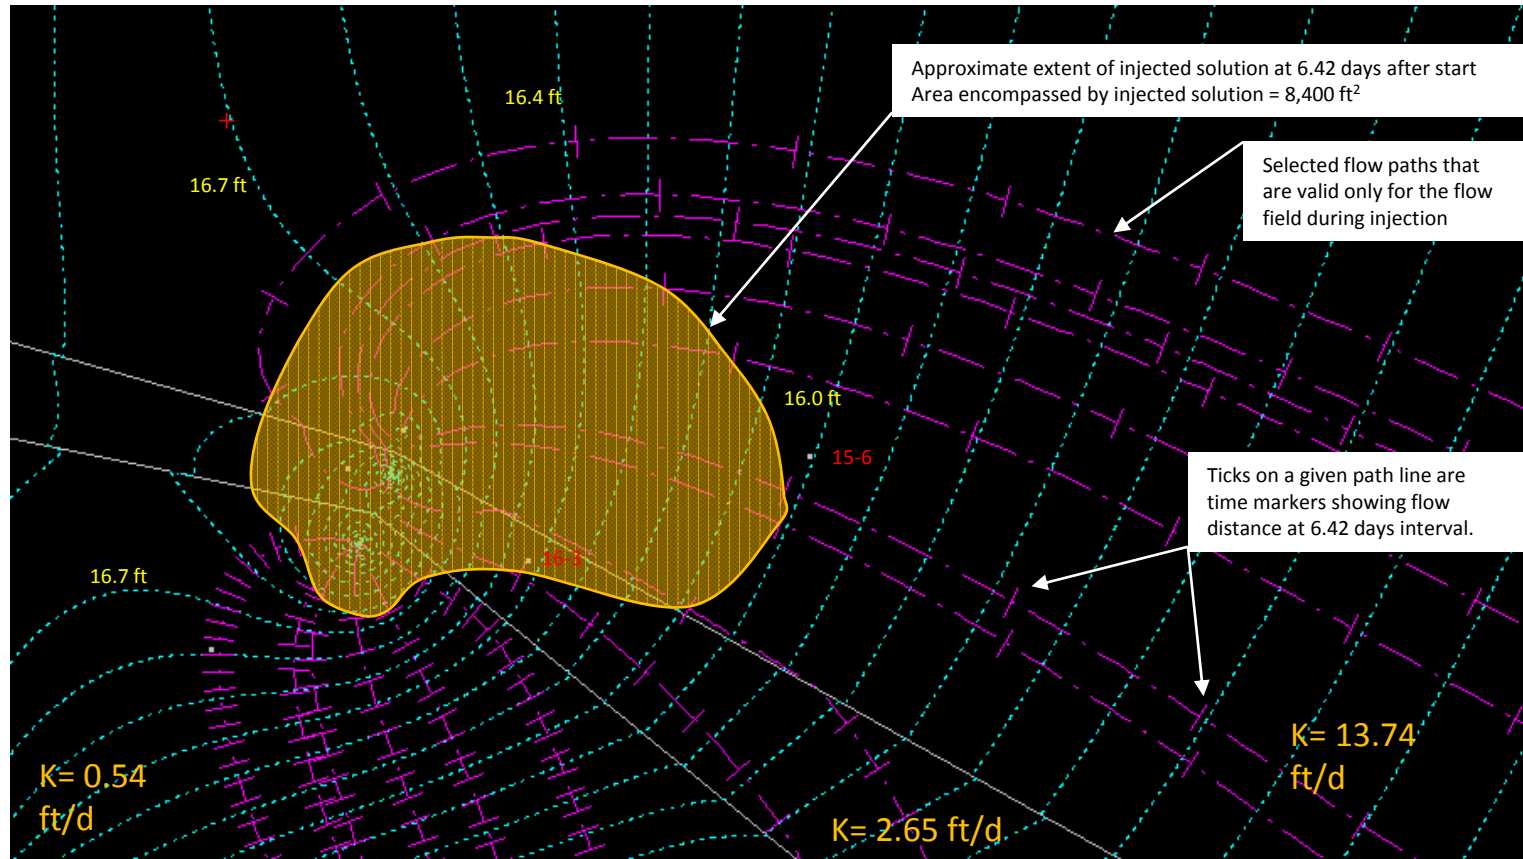 Approximate extent of injected solution at 6.42 days after start
Area encompassed by injected solution = 8,400 ft²
16.4 ft
Selected flow paths that
are valid only for the flow
field during injection
16.7 ft
16.0 ft
15-6
Ticks on a given path line are
time markers showing flow
distance at 6.42 days interval.
16-3
16.7 ft
K= 13.74
ft/d
K= 0.54
ft/d
K= 2.65 ft/d